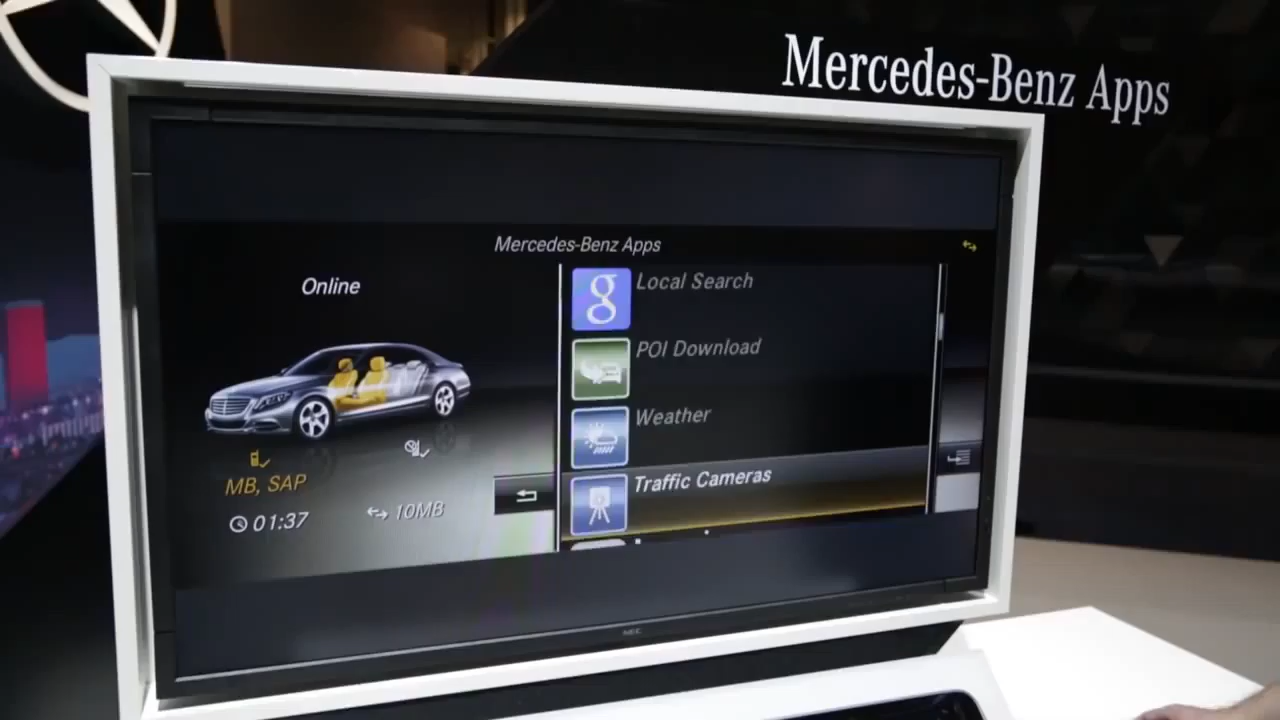 Mercedes-Benz Apps
Mercedes-Benz Apps
Online
MB, SAP
01:37
10MB
g
Local Search
POI Download
Weather
Traffic Cameras
NEC